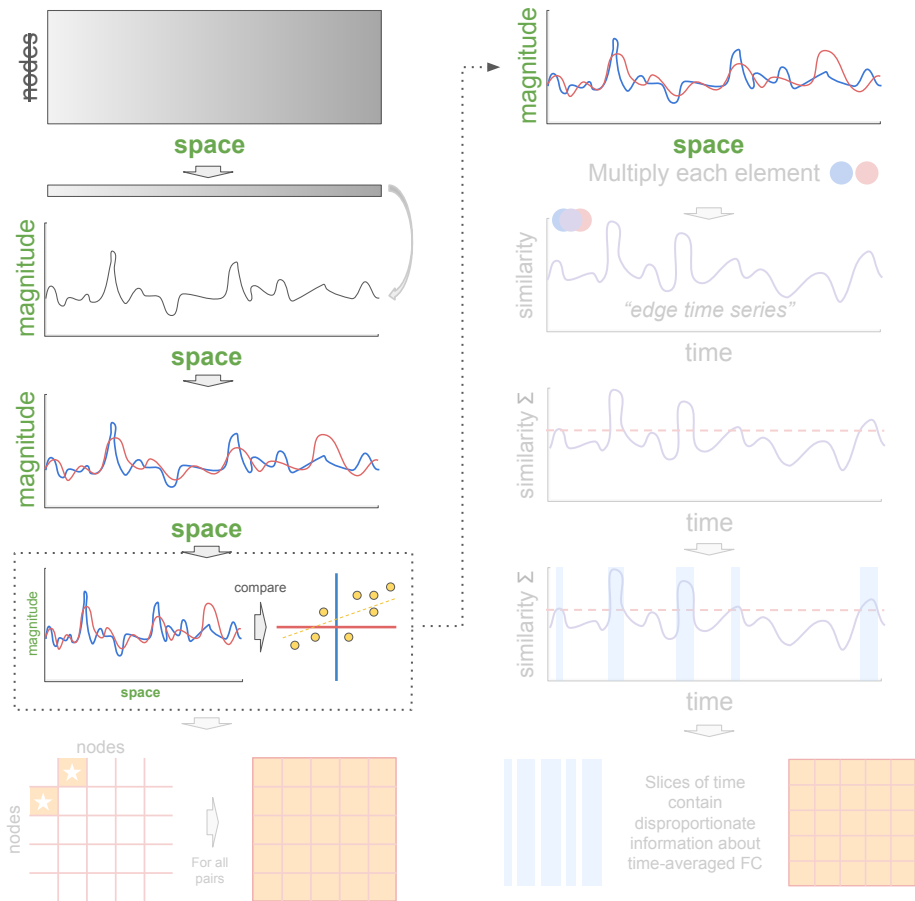 nodes
space
magnitude
space
magnitude
space
magnitude
space
compare
nodes
nodes
For all
pairs
magnitude
space
Multiply each element
similarity
"edge time series"
time
similarity Σ
time
similarity Σ
time
Slices of time
contain
disproportionate
information about
time-averaged FC